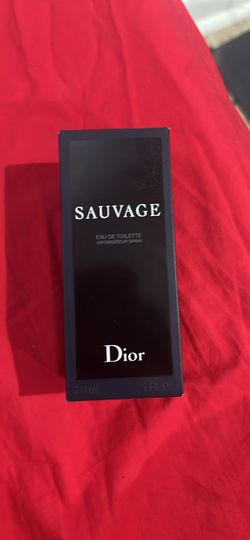 SAUVAGE
EAU DE TOILETTE
VAPORISATEUR SPRAY
Dior